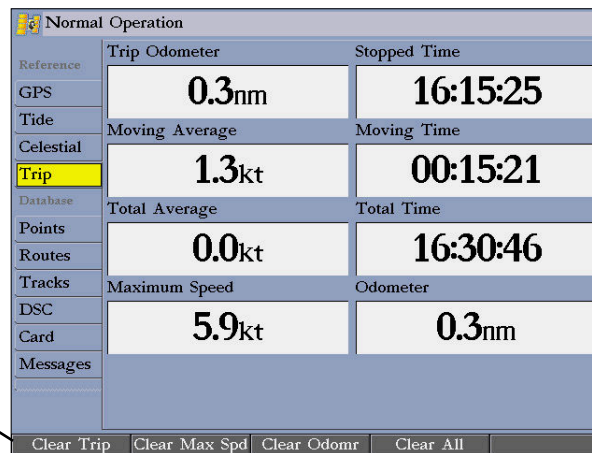 Normal Operation
Reference
GPS
Tide
Celestial
Trip
Database
Points
Routes
Tracks
DSC
Card
Messages
Trip Odometer
0.3nm
Stopped Time
16:15:25
Moving Average
1.3kt
Moving Time
00:15:21
Total Average
0.0kt
Total Time
16:30:46
Maximum Speed
5.9kt
Odometer
0.3nm
Clear Trip
Clear Max Spd
Clear Odomr
Clear All